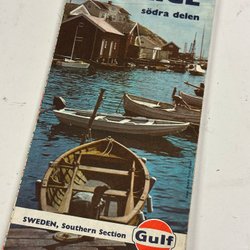 södra delen
SWEDEN, Southern Section
Gulf